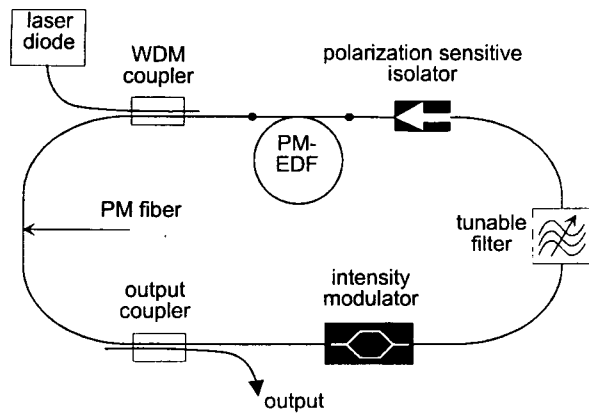 laser
diode
WDM
coupler
polarization sensitive
isolator
PM-
EDF
PM fiber
tunable
filter
output
coupler
intensity
modulator
output